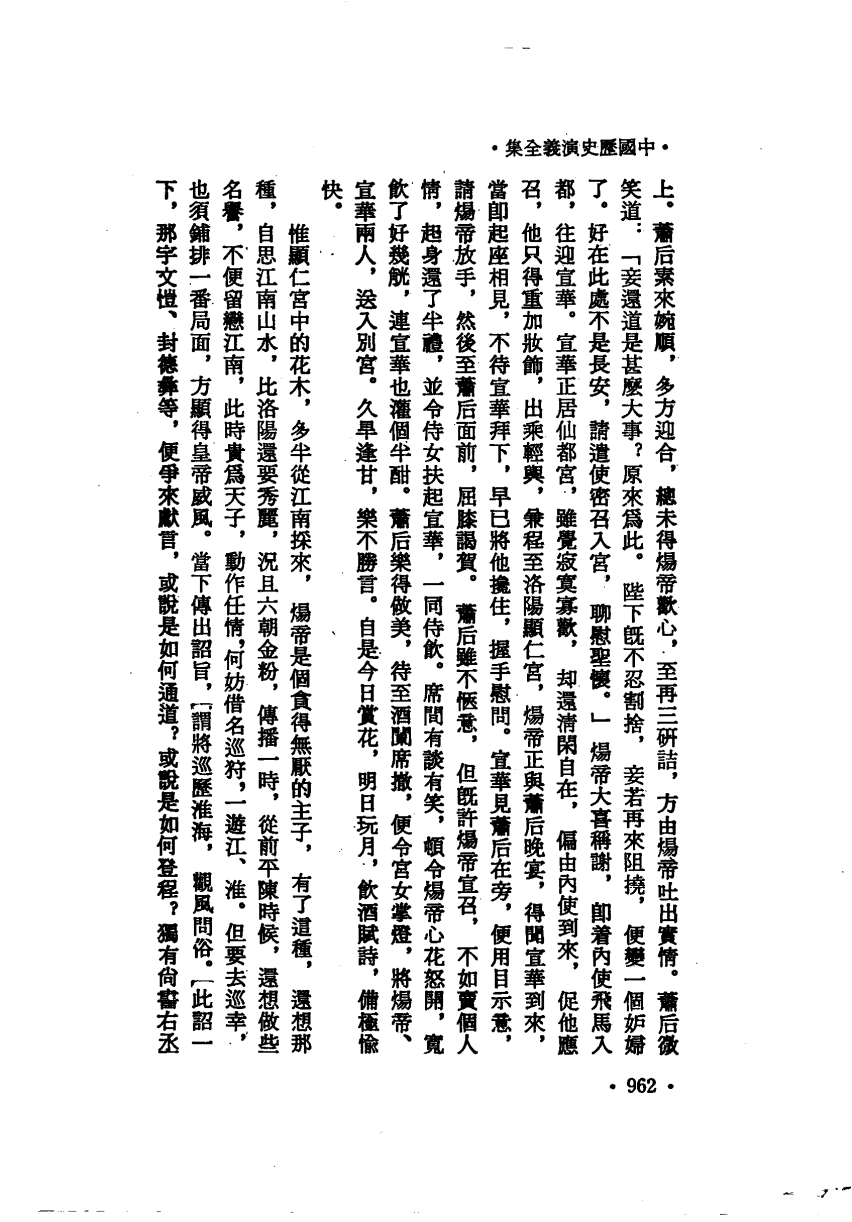 ·中國歷史演義全集·
上。蕭后素來婉順，多方迎合，總未得煬帝歡心，至再三研詰，方由煬帝吐出實情。蕭后微
笑道：「妾還道是甚麼大事？原來爲此。陛下既不忍割捨，妾若再來阻撓，便變一個妒婦
了。好在此處不是長安，請遣使密召入宮，聊慰聖懷。」煬帝大喜稱謝，卽着內使飛馬入
都，往迎宣華。宣華正居仙都宮，雖覺寂寞寡歡，却還清閑自在，偏由內使到來，促他應
召，他只得重加妝飾，出乘輕輿，兼程至洛陽顯仁宮，煬帝正與蕭后晚宴，得聞宣華到來，
當卽起座相見，不待宣華拜下，早已將他攙住，握手慰問。宣華見蕭后在旁，便用目示意，
請煬帝放手，然後至蕭后面前，屈膝謁賀。蕭后雖不愜意，但旣許煬帝宣召，不如賣個人
情，起身還了半禮，並令侍女扶起宣華，一同侍飲。席間有談有笑，頓令煬帝心花怒開，寬
飲了好幾觥，連宣華也灌個半酣。蕭后樂得做美，待至酒闌席撤，便令宮女掌燈，將煬帝、
宣華兩人，送入別宮。久旱逢甘，樂不勝言。自是今日賞花，明日玩月，飲酒賦詩，備極愉
快。
惟顯仁宮中的花木，多半從江南採來，煬帝是個貪得無厭的主子，有了這種，還想那
種，自思江南山水，比洛陽還要秀麗，況且六朝金粉，傳播一時，從前平陳時候，還想做些
名譽，不便留戀江南，此時貴爲天子，動作任情，何妨借名巡狩，一遊江、淮。但要去巡幸，
也須鋪排一番局面，方顯得皇帝威風。當下傳出詔旨，「謂將巡歷淮海，觀風問俗。「此詔一
下，那宇文愷、封德彝等，便爭來獻言，或說是如何通道？或說是如何登程？獨有尙書右丞
·962·